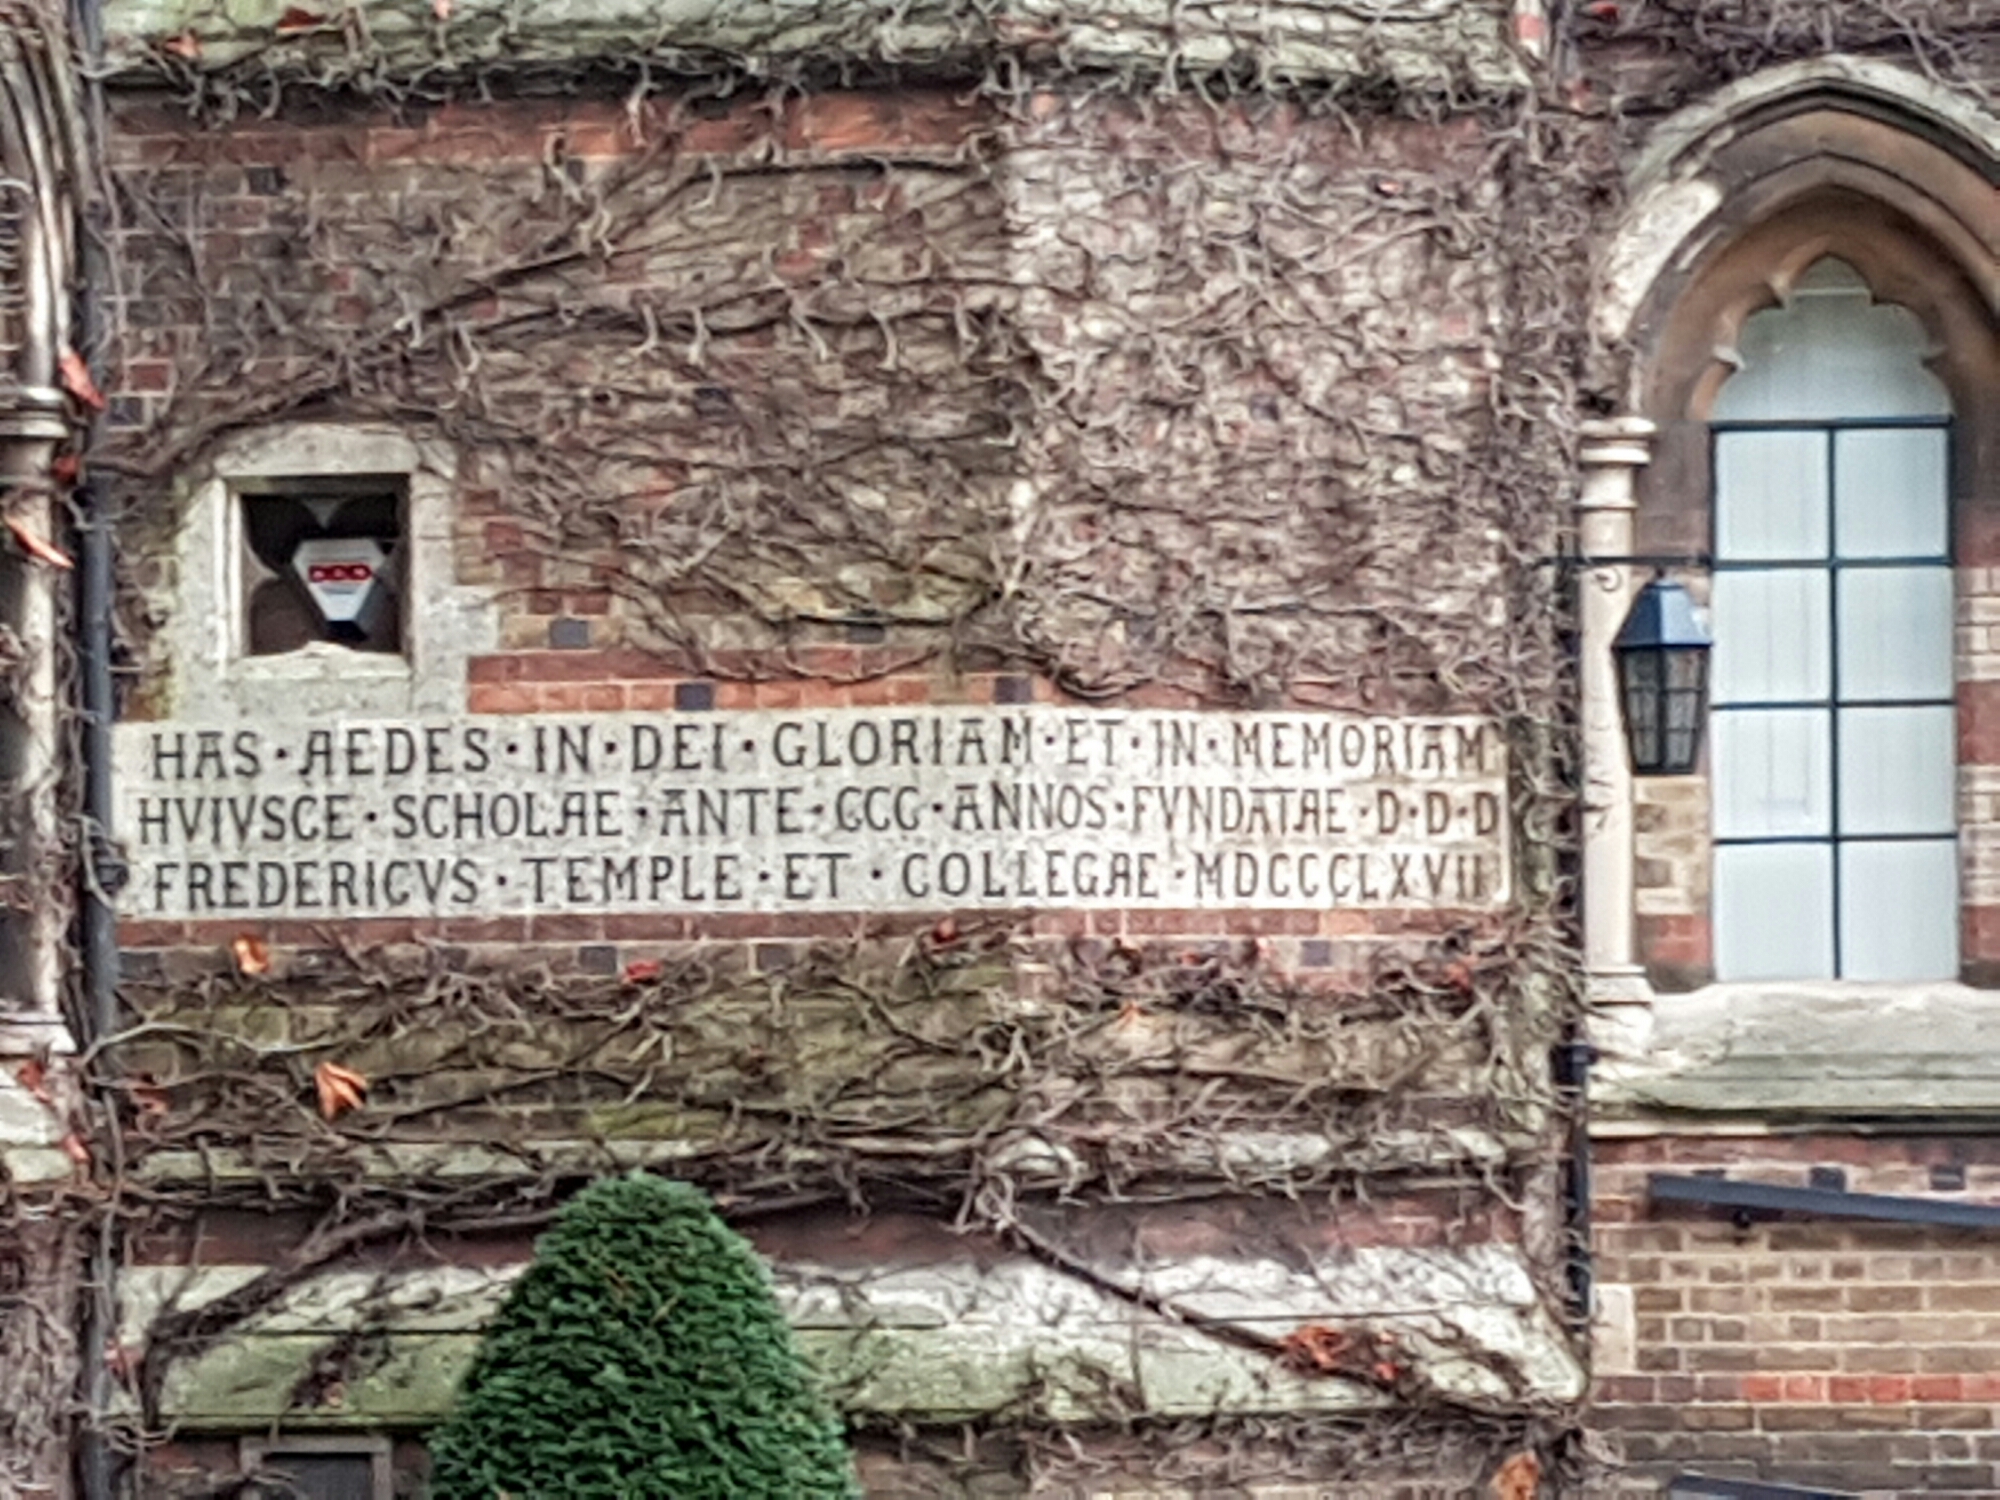 HAS·AEDES·IN·DEI·GLORIAM·ET·IN·MEMORIAM
HVIVSCE·SCHOLAE·ANTE·CCC·ANNOS·FVNDATAE·D·D·D
FREDERICVS·TEMPLE·ET·COLLEGAE·MDCCCLXVII